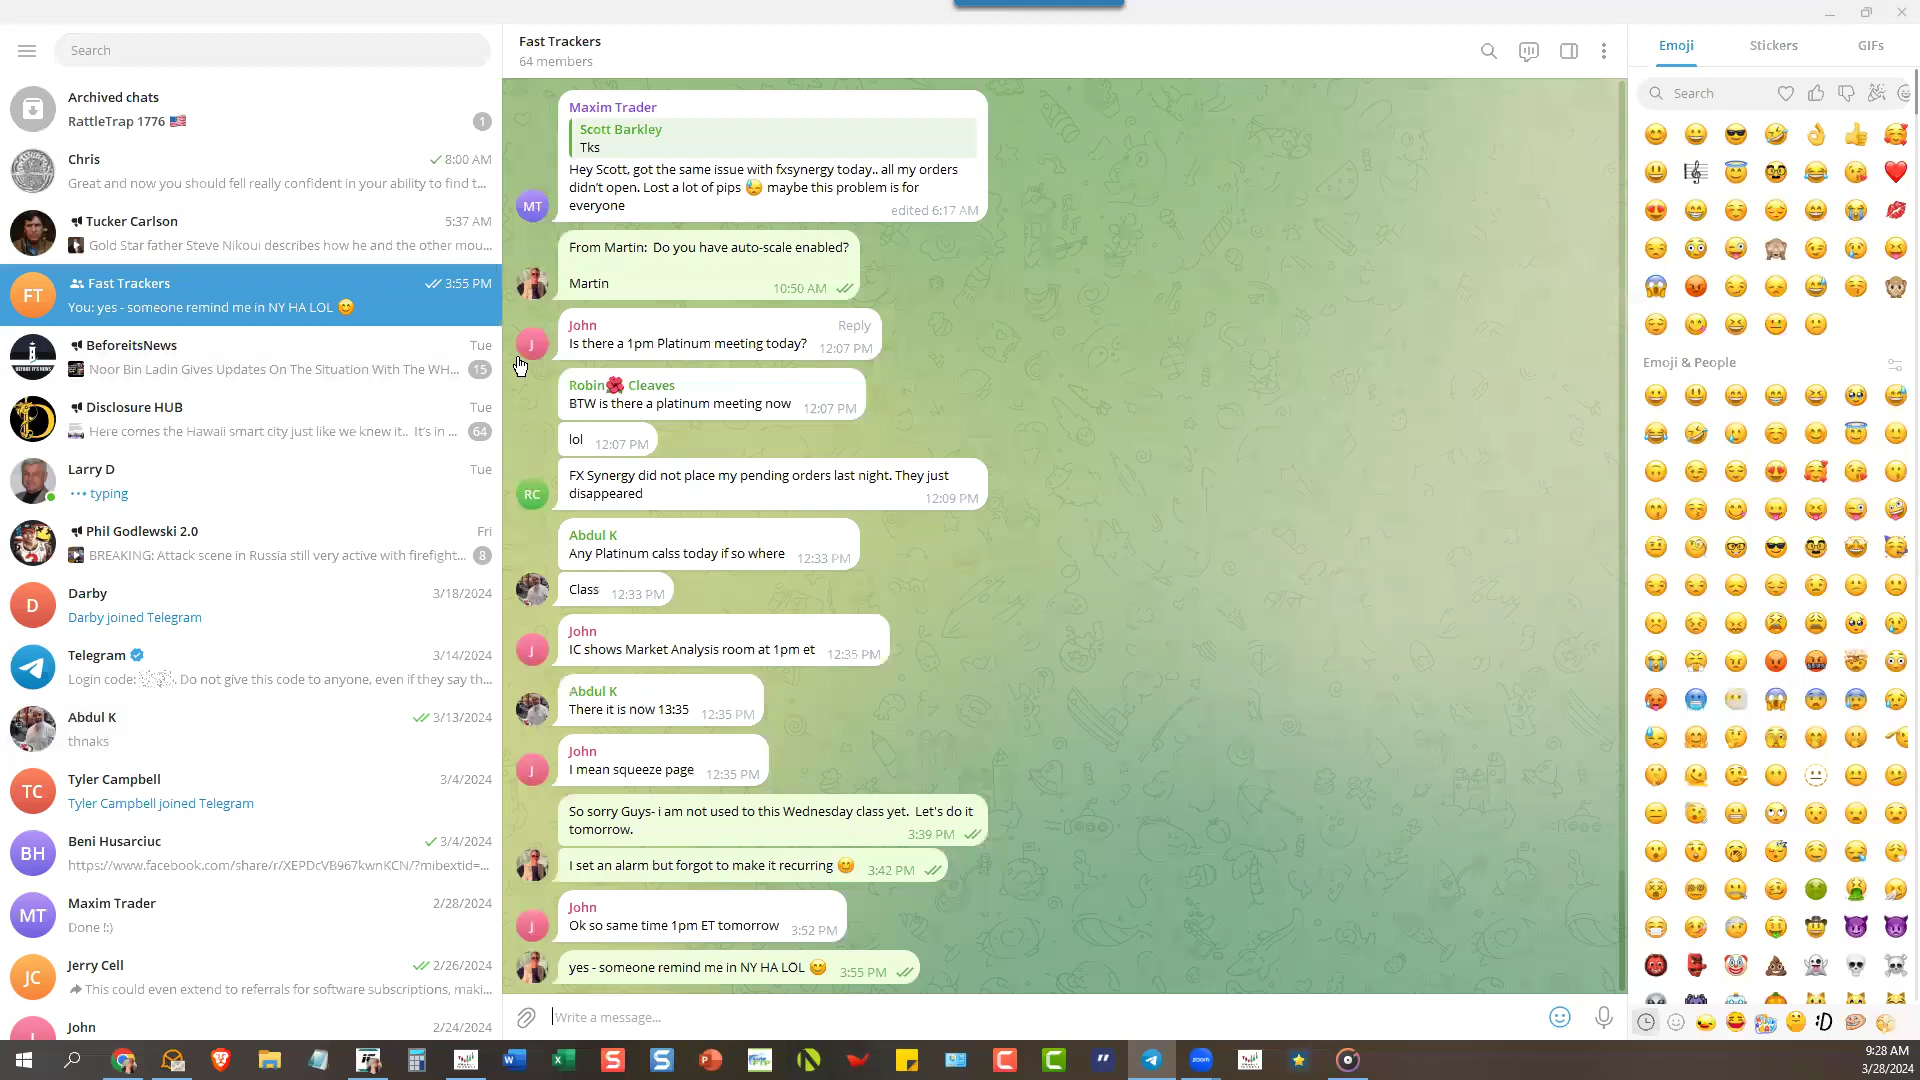 Search
Archived chats
RattleTrap 1776
1
Chris
8:00 AM
Great and now you should fell really confident in your ability to find t...
Tucker Carlson
5:37 AM
Gold Star father Steve Nikoui describes how he and the other mou...
FT
Fast Trackers
3:55 PM
You: yes - someone remind me in NY HA LOL
BeforeitsNews
Tue
Noor Bin Ladin Gives Updates On The Situation With The WH...
15
Disclosure HUB
Tue
Here comes the Hawaii smart city just like we knew it.. It's in ...
64
Larry D
Tue
typing
Phil Godlewski 2.0
Fri
BREAKING: Attack scene in Russia still very active with firefight...
8
D
Darby
3/18/2024
Darby joined Telegram
Telegram
3/14/2024
Login code: . Do not give this code to anyone, even if they say th...
Abdul K
3/13/2024
thnaks
TC
Tyler Campbell
3/4/2024
Tyler Campbell joined Telegram
BH
Beni Husarciuc
3/4/2024
https://www.facebook.com/share/r/XEPDcVB967kwnKCN/?mibextid=...
MT
Maxim Trader
2/28/2024
Done !:)
JC
Jerry Cell
2/26/2024
This could even extend to referrals for software subscriptions, maki...
John
2/24/2024
Fast Trackers
64 members
Maxim Trader
Scott Barkley
Tks
Hey Scott, got the same issue with fxsynergy today.. all my orders
didn't open. Lost a lot of pips maybe this problem is for
everyone
edited 6:17 AM
MT
From Martin: Do you have auto-scale enabled?
Martin
10:50 AM
John
Reply
Is there a 1pm Platinum meeting today?
12:07 PM
J
Robin Cleaves
BTW is there a platinum meeting now
12:07 PM
lol
12:07 PM
FX Synergy did not place my pending orders last night. They just
disappeared
12:09 PM
RC
Abdul K
Any Platinum calss today if so where
12:33 PM
Class
12:33 PM
John
IC shows Market Analysis room at 1pm et
12:35 PM
J
Abdul K
There it is now 13:35
12:35 PM
John
I mean squeeze page
12:35 PM
J
So sorry Guys- i am not used to this Wednesday class yet. Let's do it
tomorrow.
3:39 PM
I set an alarm but forgot to make it recurring
3:42 PM
John
Ok so same time 1pm ET tomorrow
3:52 PM
J
yes - someone remind me in NY HA LOL
3:55 PM
Write a message...
Emoji
Stickers
GIFs
Search
Emoji & People
9:28 AM
3/28/2024